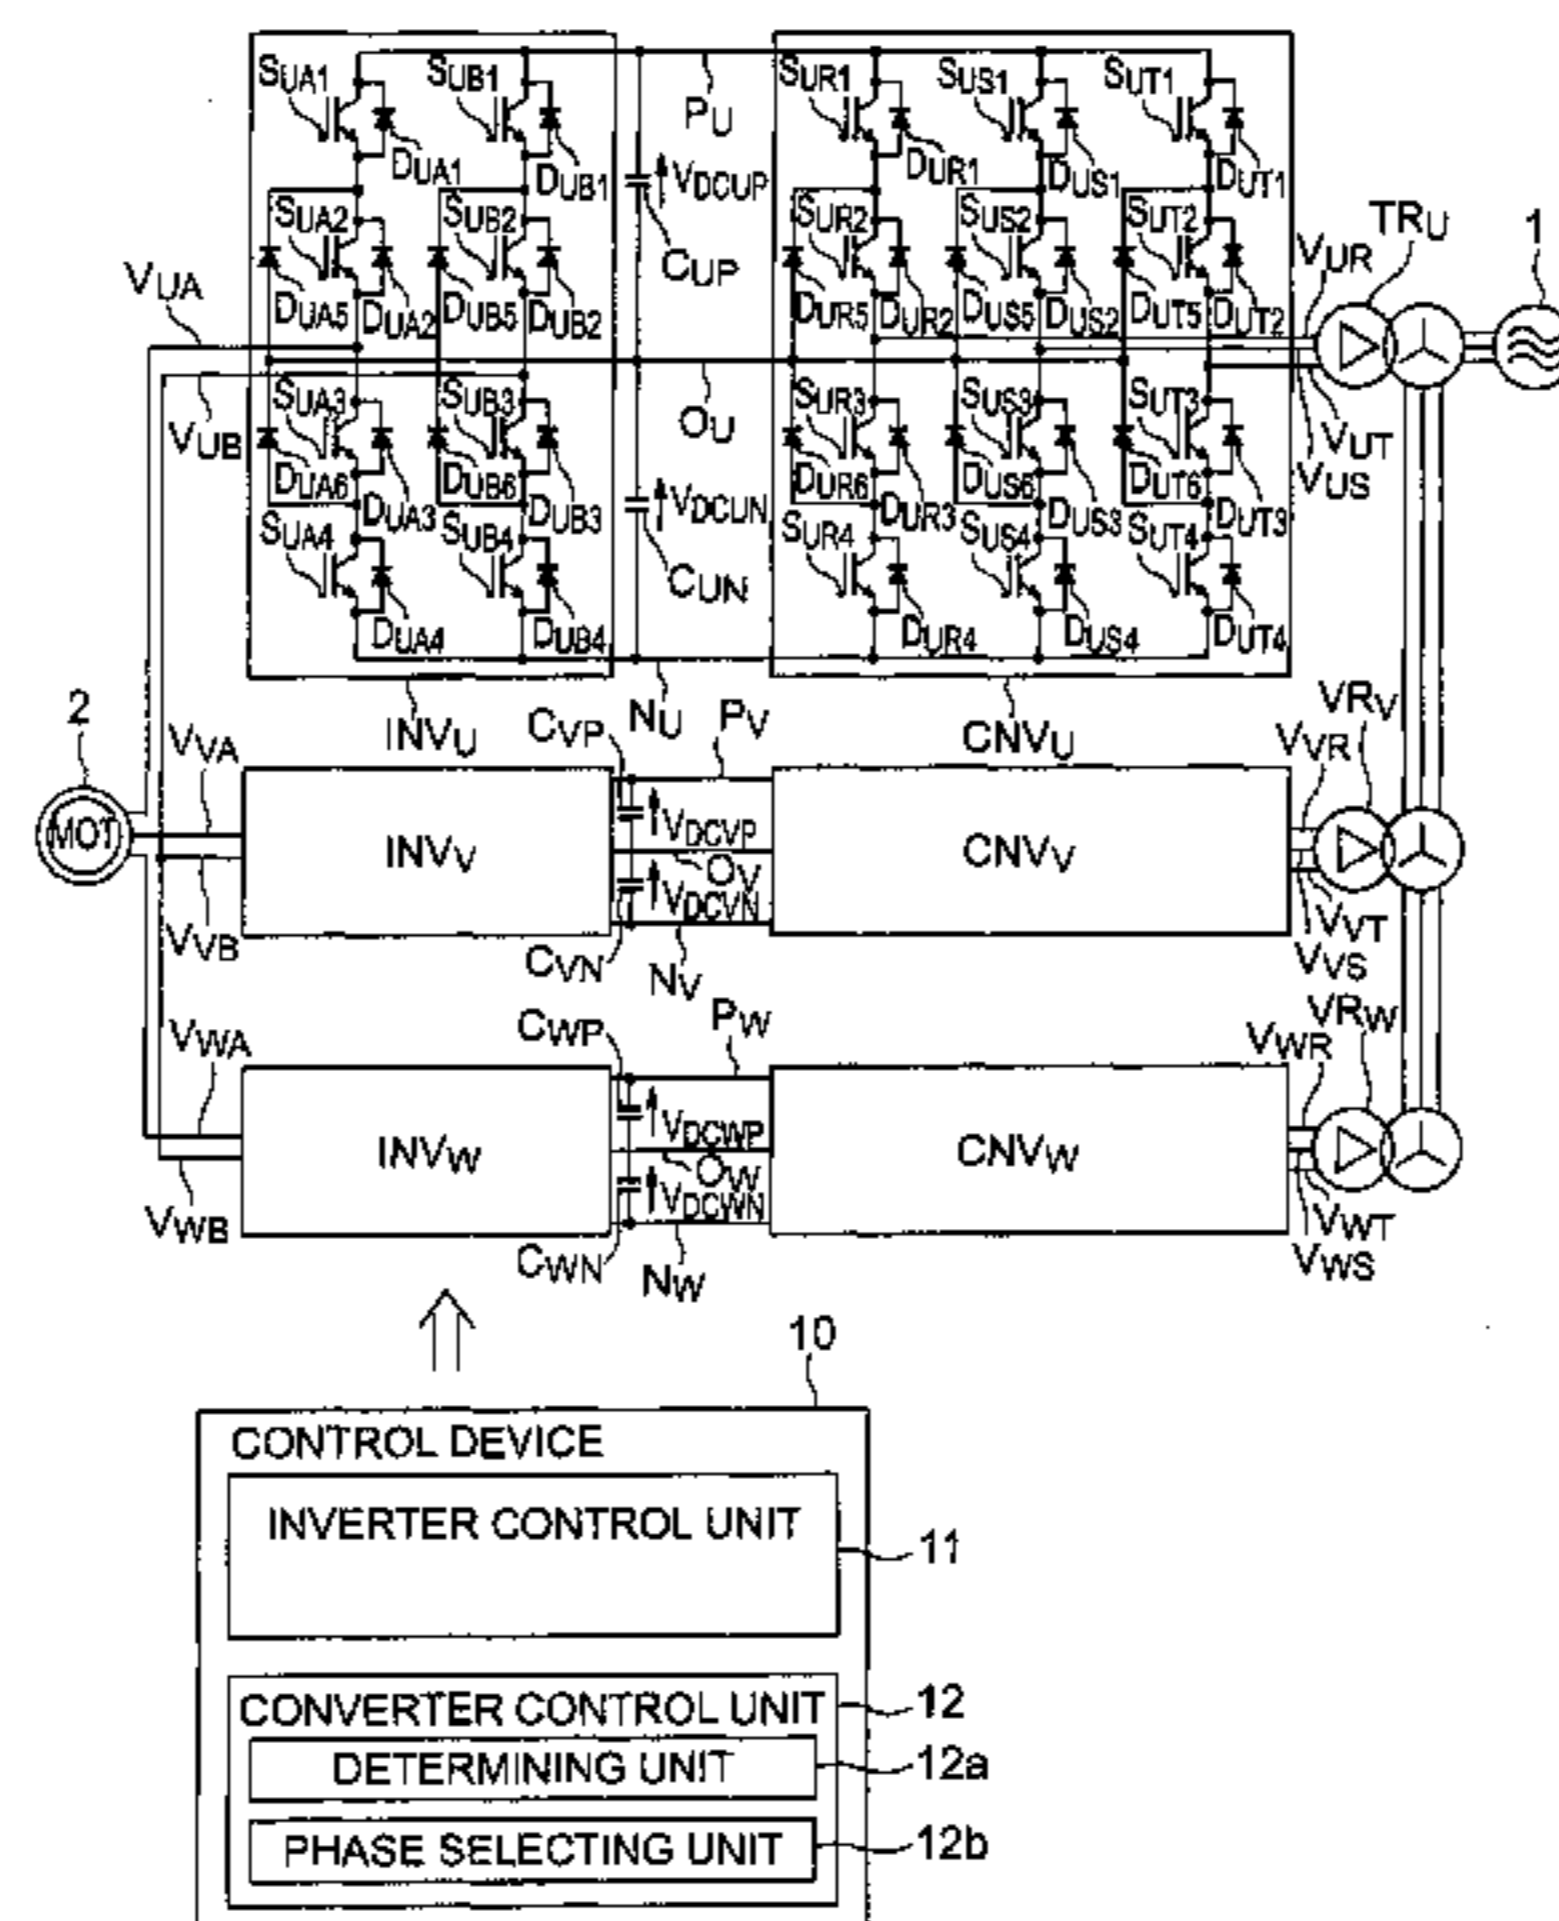 SUA1 SUB1 SUR1 SUS1 SUT1
PU
DUA1 DUB1 VDCUP DUR1 DUS1 DUT1
SUA2 SUB2 SUR2 SUS2 SUT2 TRU 1
VUA CUP VUR
DUA5 DUA2 DUB5 DUB2 DUR5 DUR2 DUS5 DUS2 DUT5 DUT2
SUA3 SUB3 OU SUR3 SUS3 SUT3
VUB VUT
DUA6 DUB6 VDCUN DUR6 DUS6 DUT6 VUS
DUA3 DUB3 DUR3 DUS3 DUT3
SUA4 SUB4 SUR4 SUS4 SUT4
CUN
DUA4 DUB4 DUR4 DUS4 DUT4
2 INVU CVP NU PV CNVU VRV
VVA VVR
MOT INVV VDCVP CNVV
OV
VDCVN
VVB CVN NV VVT
VVS
VWA CWP PW VWR VRW
INVW VDCWP CNVW
OW
VDCWN
VWB CWN NW VWT
VWS
10
CONTROL DEVICE
INVERTER CONTROL UNIT
11
CONVERTER CONTROL UNIT 12
DETERMINING UNIT 12a
PHASE SELECTING UNIT 12b